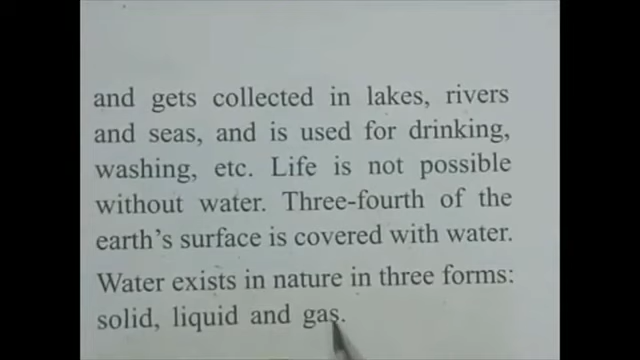 and gets collected in lakes, rivers
and seas, and is used for drinking,
washing, etc. Life is not possible
without water. Three-fourth of the
earth's surface is covered with water.
Water exists in nature in three forms:
solid, liquid and gas.